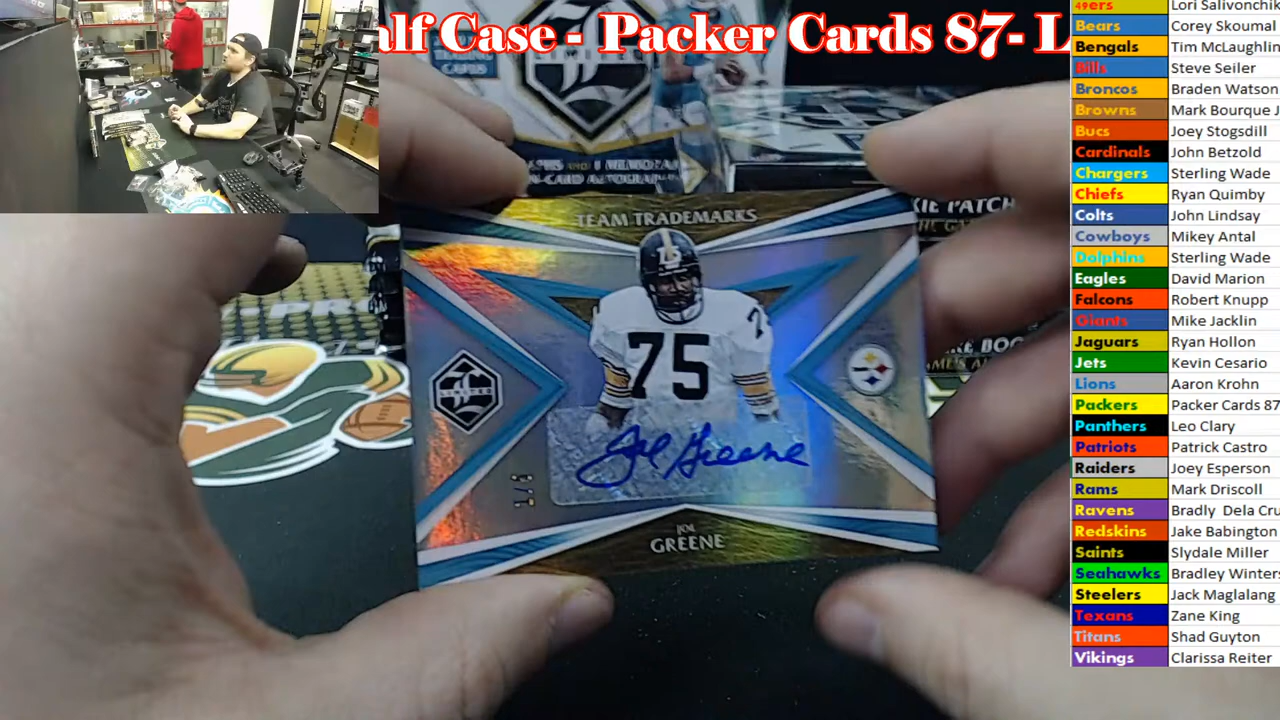 alf Case - Packer Cards 87- L
TRADING
CARDS
LIMITED
TEAM TRADEMARKS
75
LIMITED
Joe Greene
JOE
GREENE
49ers Lori Salivonchik
Bears Corey Skoumal
Bengals Tim McLaughlin
Bills Steve Seiler
Broncos Braden Watson
Browns Mark Bourque J
Bucs Joey Stogsdill
Cardinals John Betzold
Chargers Sterling Wade
Chiefs Ryan Quimby
Colts John Lindsay
Cowboys Mikey Antal
Dolphins Sterling Wade
Eagles David Marion
Falcons Robert Knupp
Giants Mike Jacklin
Jaguars Ryan Hollon
Jets Kevin Cesario
Lions Aaron Krohn
Packers Packer Cards 87
Panthers Leo Clary
Patriots Patrick Castro
Raiders Joey Esperson
Rams Mark Driscoll
Ravens Bradly Dela Cru
Redskins Jake Babington
Saints Slydale Miller
Seahawks Bradley Winters
Steelers Jack Maglalang
Texans Zane King
Titans Shad Guyton
Vikings Clarissa Reiter